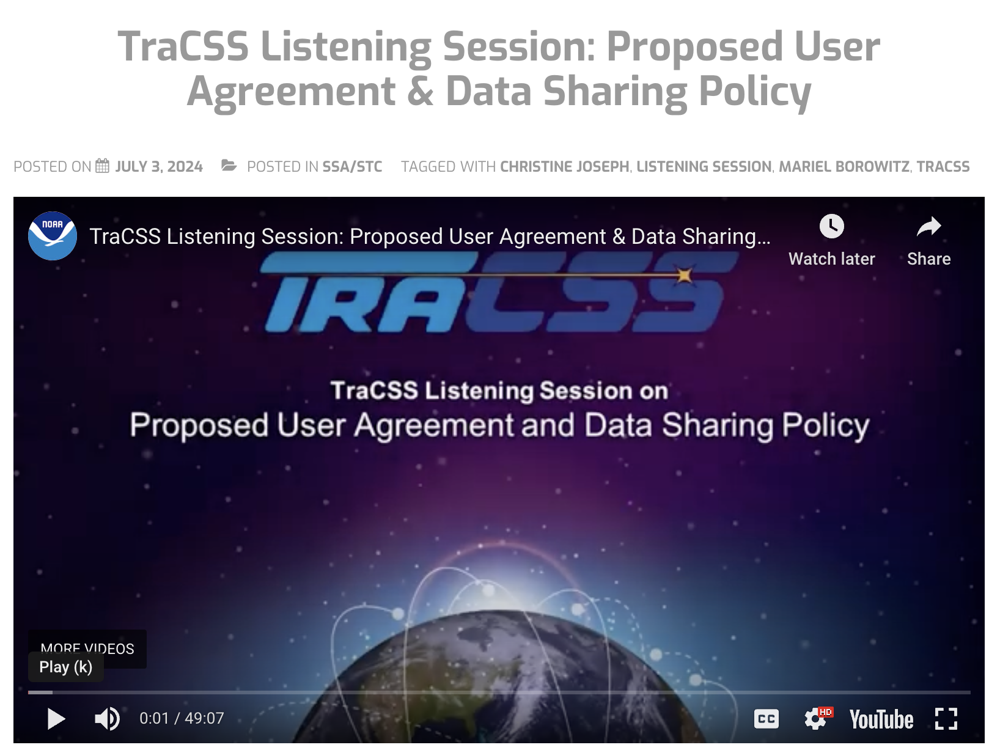 TraCSS Listening Session: Proposed User
Agreement & Data Sharing Policy
POSTED ON JULY 3, 2024 POSTED IN SSA/STC TAGGED WITH CHRISTINE JOSEPH, LISTENING SESSION, MARIEL BOROWITZ, TRACSS
NOAA
TraCSS Listening Session: Proposed User Agreement & Data Sharing...
Watch later
Share
TRACSS
TraCSS Listening Session on
Proposed User Agreement and Data Sharing Policy
MORE VIDEOS
Play (k)
0:01 / 49:07
CC
HD
YouTube